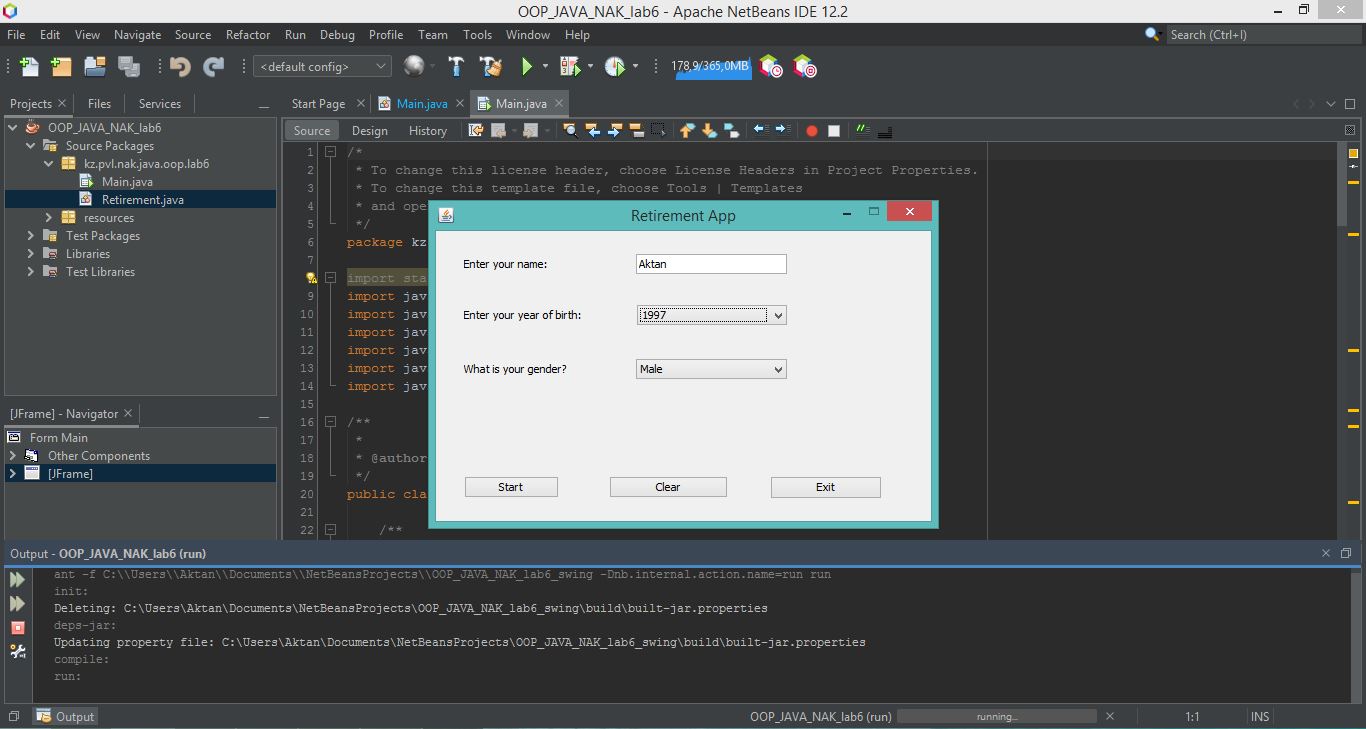 OOP_JAVA_NAK_lab6 - Apache NetBeans IDE 12.2
File Edit View Navigate Source Refactor Run Debug Profile Team Tools Window Help
Search (Ctrl+I)
<default config>
178,9/365,0MB
Projects Files Services
Start Page Main.java Main.java
OOP_JAVA_NAK_lab6
Source Packages
kz.pvl.nak.java.oop.lab6
Main.java
Retirement.java
resources
Test Packages
Libraries
Test Libraries
[JFrame] - Navigator
Form Main
Other Components
[JFrame]
Source Design History
1 /*
2 * To change this license header, choose License Headers in Project Properties.
3 * To change this template file, choose Tools | Templates
4 * and ope
5 */
6 package kz
7
import sta
9 import jav
10 import jav
11 import jav
12 import jav
13 import jav
14 import jav
15
16 /**
17 *
18 * @author
19 */
20 public cla
21
22 /**
Retirement App
Enter your name: Aktan
Enter your year of birth: 1997
What is your gender? Male
Start Clear Exit
Output - OOP_JAVA_NAK_lab6 (run)
ant -f C:\\Users\\Aktan\\Documents\\NetBeansProjects\\OOP_JAVA_NAK_lab6_swing -Dnb.internal.action.name=run run
init:
Deleting: C:\Users\Aktan\Documents\NetBeansProjects\OOP_JAVA_NAK_lab6_swing\build\built-jar.properties
deps-jar:
Updating property file: C:\Users\Aktan\Documents\NetBeansProjects\OOP_JAVA_NAK_lab6_swing\build\built-jar.properties
compile:
run:
Output
OOP_JAVA_NAK_lab6 (run) running... 1:1 INS